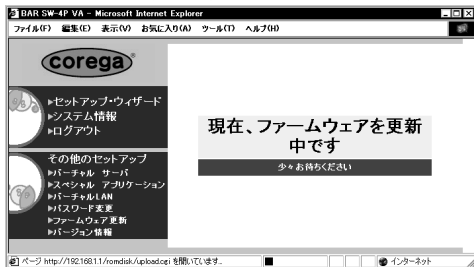 BAR SW-4P VA - Microsoft Internet Explorer
ファイル(F) 編集(E) 表示(V) お気に入り(A) ツール(T) ヘルプ(H)
corega
セットアップ・ウィザード
システム情報
ログアウト
その他のセットアップ
バーチャル サーバ
スペシャル アプリケーション
バーチャルLAN
パスワード変更
ファームウェア更新
バージョン情報
現在、ファームウェアを更新
中です
少々お待ちください
ページ http://192.168.1.1/romdisk/upload.cgi を開いています..
インターネット